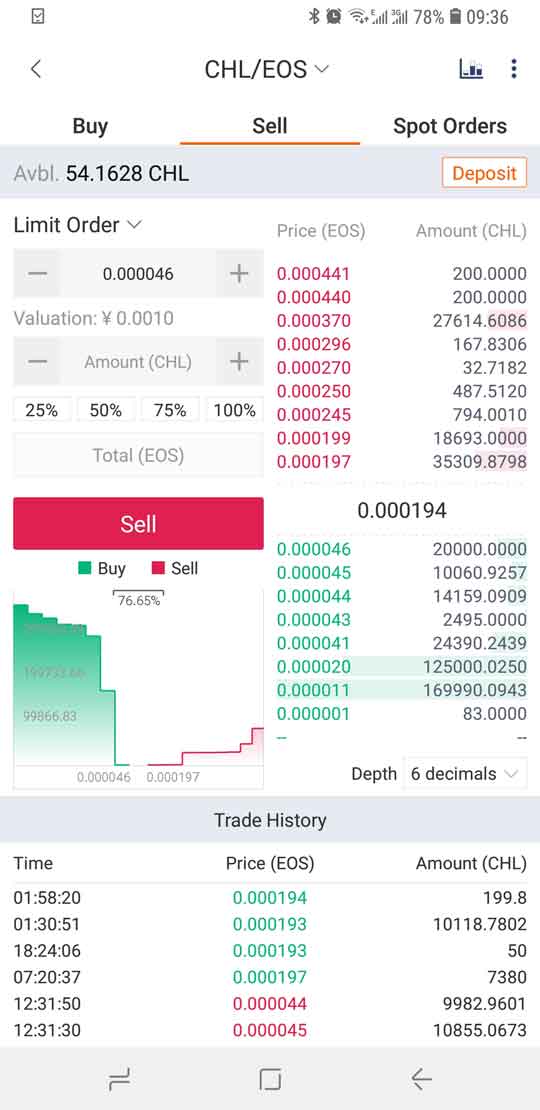 78% 09:36
CHL/EOS
Buy Sell Spot Orders
Avbl. 54.1628 CHL Deposit
Limit Order
− 0.000046 +
Valuation: ¥ 0.0010
− Amount (CHL) +
25% 50% 75% 100%
Total (EOS)
Sell
Buy Sell
76.65%
199733.66
99866.83
0.000046 0.000197
Price (EOS) Amount (CHL)
0.000441 200.0000
0.000440 200.0000
0.000370 27614.6086
0.000296 167.8306
0.000270 32.7182
0.000250 487.5120
0.000245 794.0010
0.000199 18693.0000
0.000197 35309.8798
0.000194
0.000046 20000.0000
0.000045 10060.9257
0.000044 14159.0909
0.000043 2495.0000
0.000041 24390.2439
0.000020 125000.0250
0.000011 169990.0943
0.000001 83.0000
-- --
Depth 6 decimals
Trade History
Time Price (EOS) Amount (CHL)
01:58:20 0.000194 199.8
01:30:51 0.000193 10118.7802
18:24:06 0.000193 50
07:20:37 0.000197 7380
12:31:50 0.000044 9982.9601
12:31:30 0.000045 10855.0673